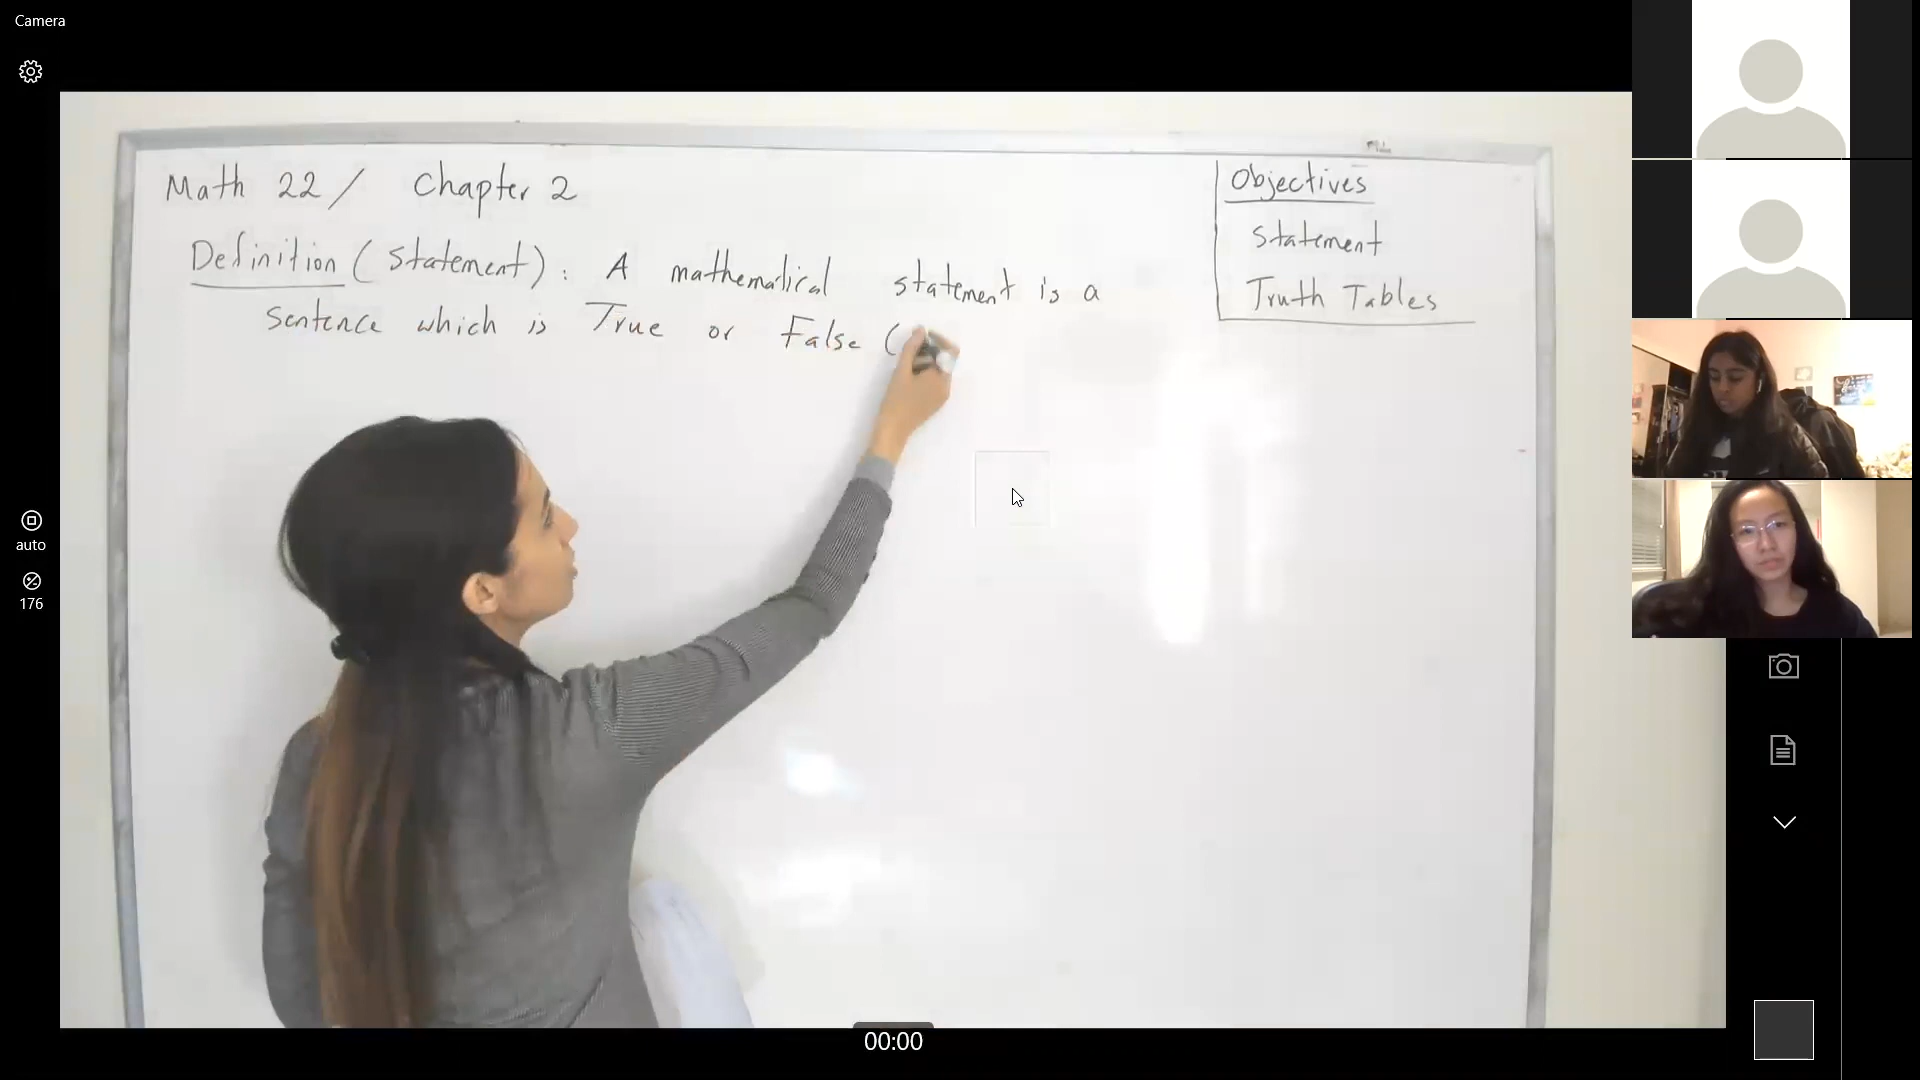 Camera
Math 22 / Chapter 2
Definition (statement): A mathematical statement is a
sentence which is True or False (
Objectives
Statement
Truth Tables
auto
176
00:00